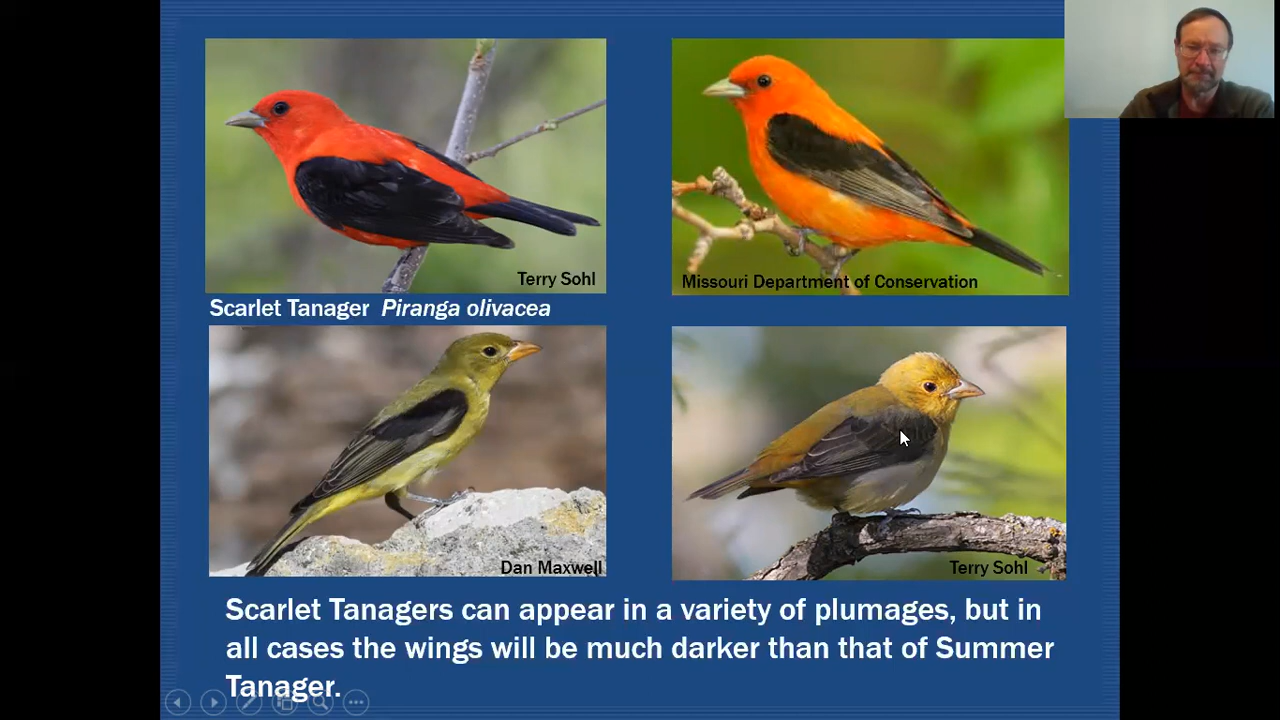 Terry Sohl
Missouri Department of Conservation
Scarlet Tanager Piranga olivacea
Dan Maxwell
Terry Sohl
Scarlet Tanagers can appear in a variety of plumages, but in
all cases the wings will be much darker than that of Summer
Tanager.